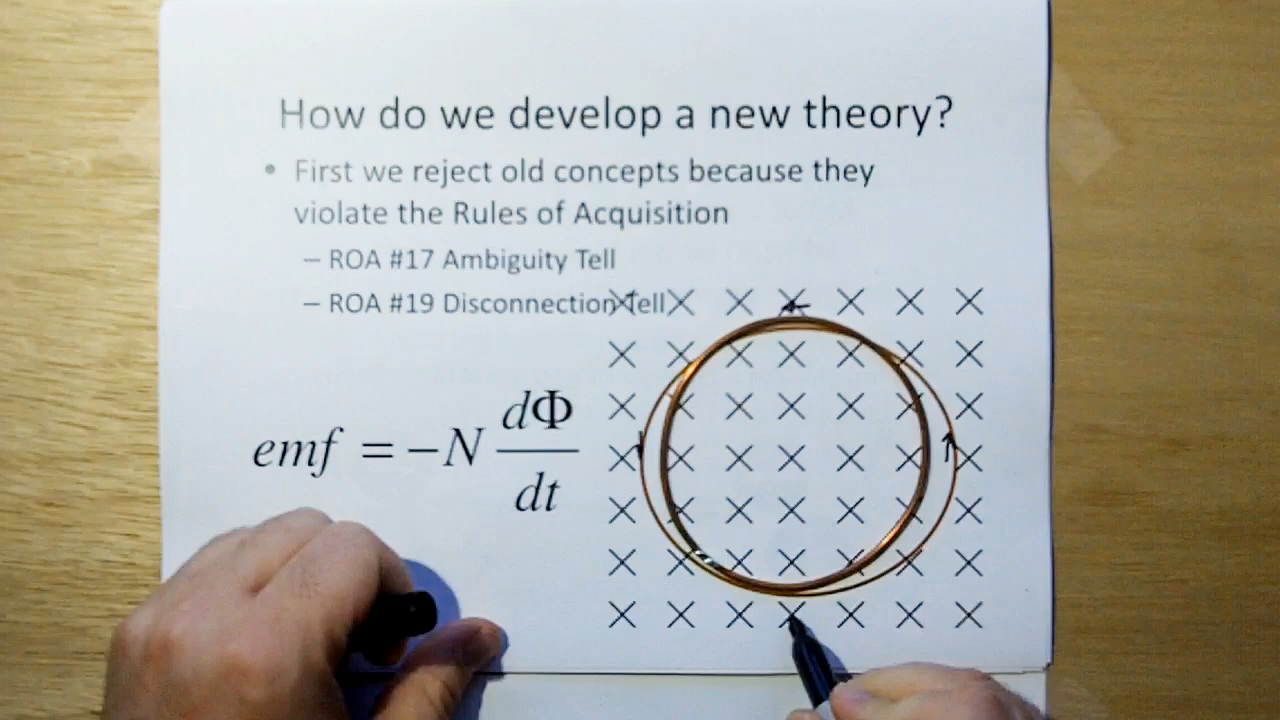 How do we develop a new theory?
• First we reject old concepts because they
violate the Rules of Acquisition
– ROA #17 Ambiguity Tell
– ROA #19 Disconnection Tell
emf = −N dΦ/dt
× × × × × × ×
× × × × × × ×
× × × × × × ×
× × × × × × ×
× × × × × × ×
× × × × × × ×
× × × × × × ×